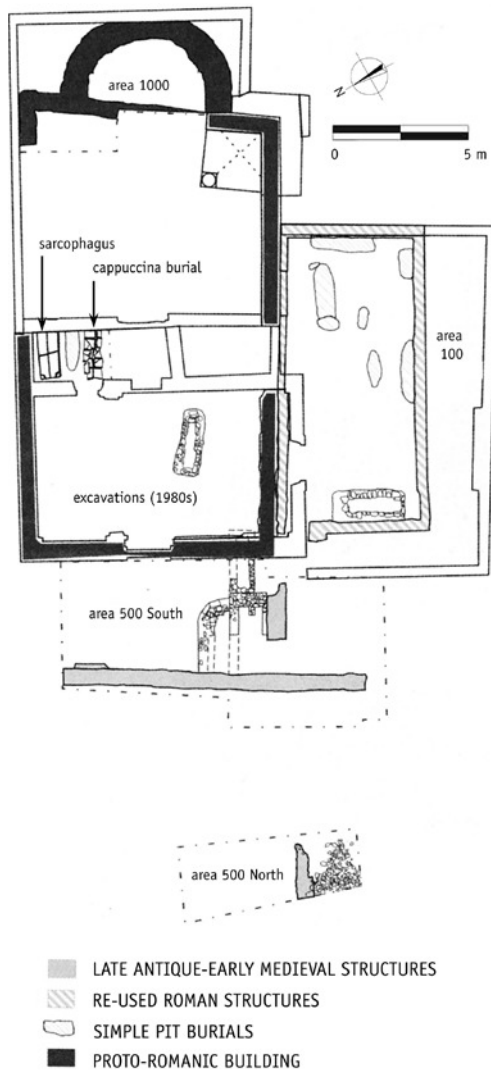 area 1000
N
0 5 m
sarcophagus
cappuccina burial
area
100
excavations (1980s)
area 500 South
area 500 North
LATE ANTIQUE-EARLY MEDIEVAL STRUCTURES
RE-USED ROMAN STRUCTURES
SIMPLE PIT BURIALS
PROTO-ROMANIC BUILDING